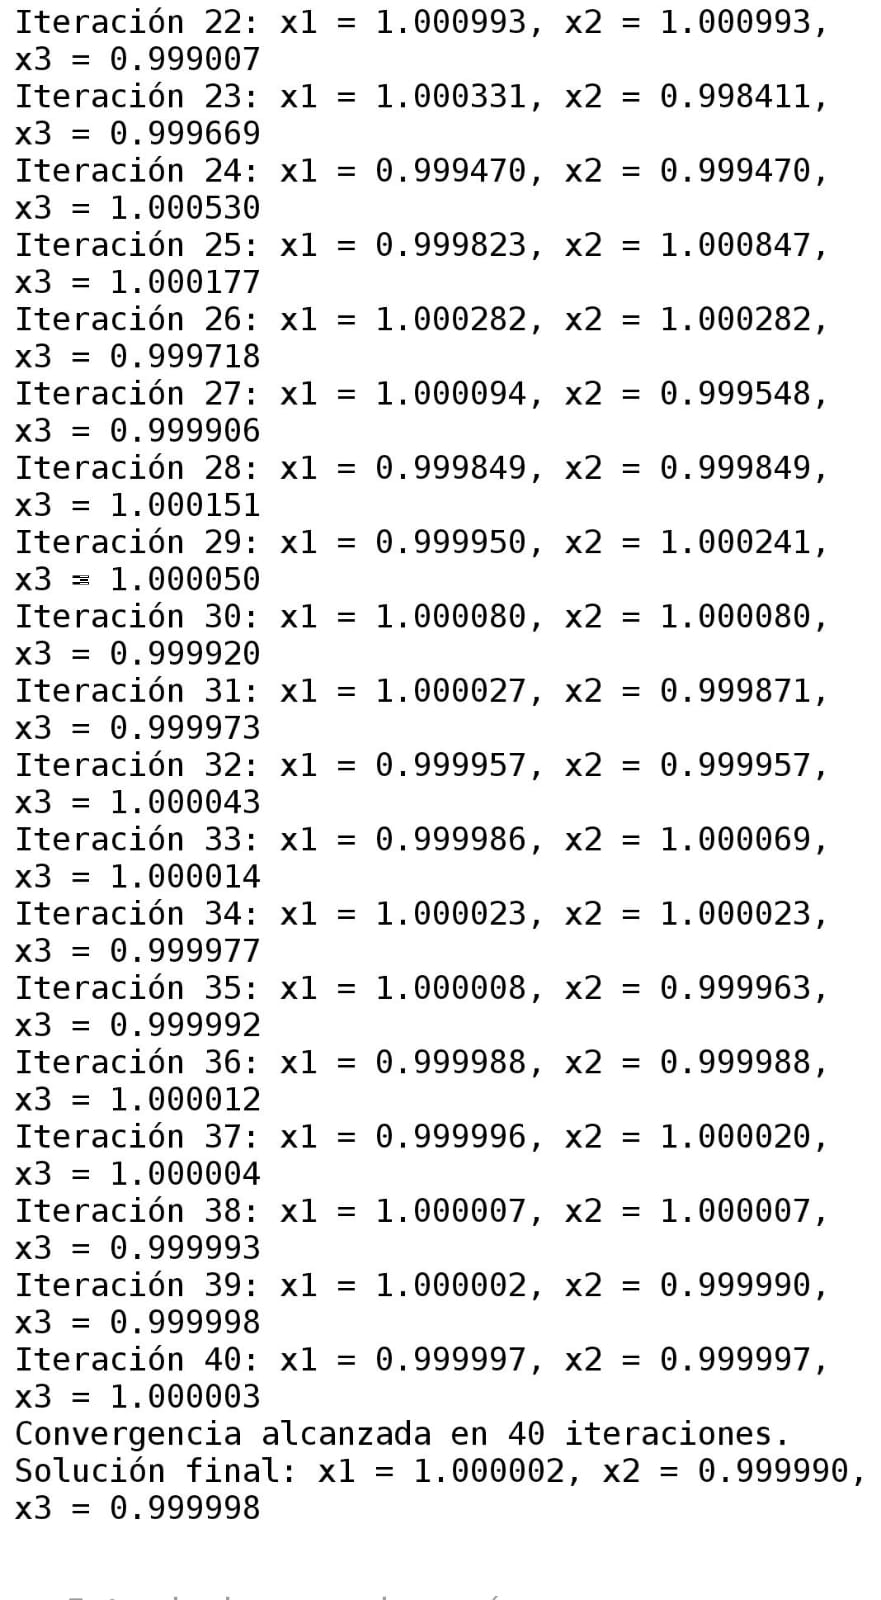 Iteración 22: x1 = 1.000993, x2 = 1.000993,
x3 = 0.999007
Iteración 23: x1 = 1.000331, x2 = 0.998411,
x3 = 0.999669
Iteración 24: x1 = 0.999470, x2 = 0.999470,
x3 = 1.000530
Iteración 25: x1 = 0.999823, x2 = 1.000847,
x3 = 1.000177
Iteración 26: x1 = 1.000282, x2 = 1.000282,
x3 = 0.999718
Iteración 27: x1 = 1.000094, x2 = 0.999548,
x3 = 0.999906
Iteración 28: x1 = 0.999849, x2 = 0.999849,
x3 = 1.000151
Iteración 29: x1 = 0.999950, x2 = 1.000241,
x3 = 1.000050
Iteración 30: x1 = 1.000080, x2 = 1.000080,
x3 = 0.999920
Iteración 31: x1 = 1.000027, x2 = 0.999871,
x3 = 0.999973
Iteración 32: x1 = 0.999957, x2 = 0.999957,
x3 = 1.000043
Iteración 33: x1 = 0.999986, x2 = 1.000069,
x3 = 1.000014
Iteración 34: x1 = 1.000023, x2 = 1.000023,
x3 = 0.999977
Iteración 35: x1 = 1.000008, x2 = 0.999963,
x3 = 0.999992
Iteración 36: x1 = 0.999988, x2 = 0.999988,
x3 = 1.000012
Iteración 37: x1 = 0.999996, x2 = 1.000020,
x3 = 1.000004
Iteración 38: x1 = 1.000007, x2 = 1.000007,
x3 = 0.999993
Iteración 39: x1 = 1.000002, x2 = 0.999990,
x3 = 0.999998
Iteración 40: x1 = 0.999997, x2 = 0.999997,
x3 = 1.000003
Convergencia alcanzada en 40 iteraciones.
Solución final: x1 = 1.000002, x2 = 0.999990,
x3 = 0.999998